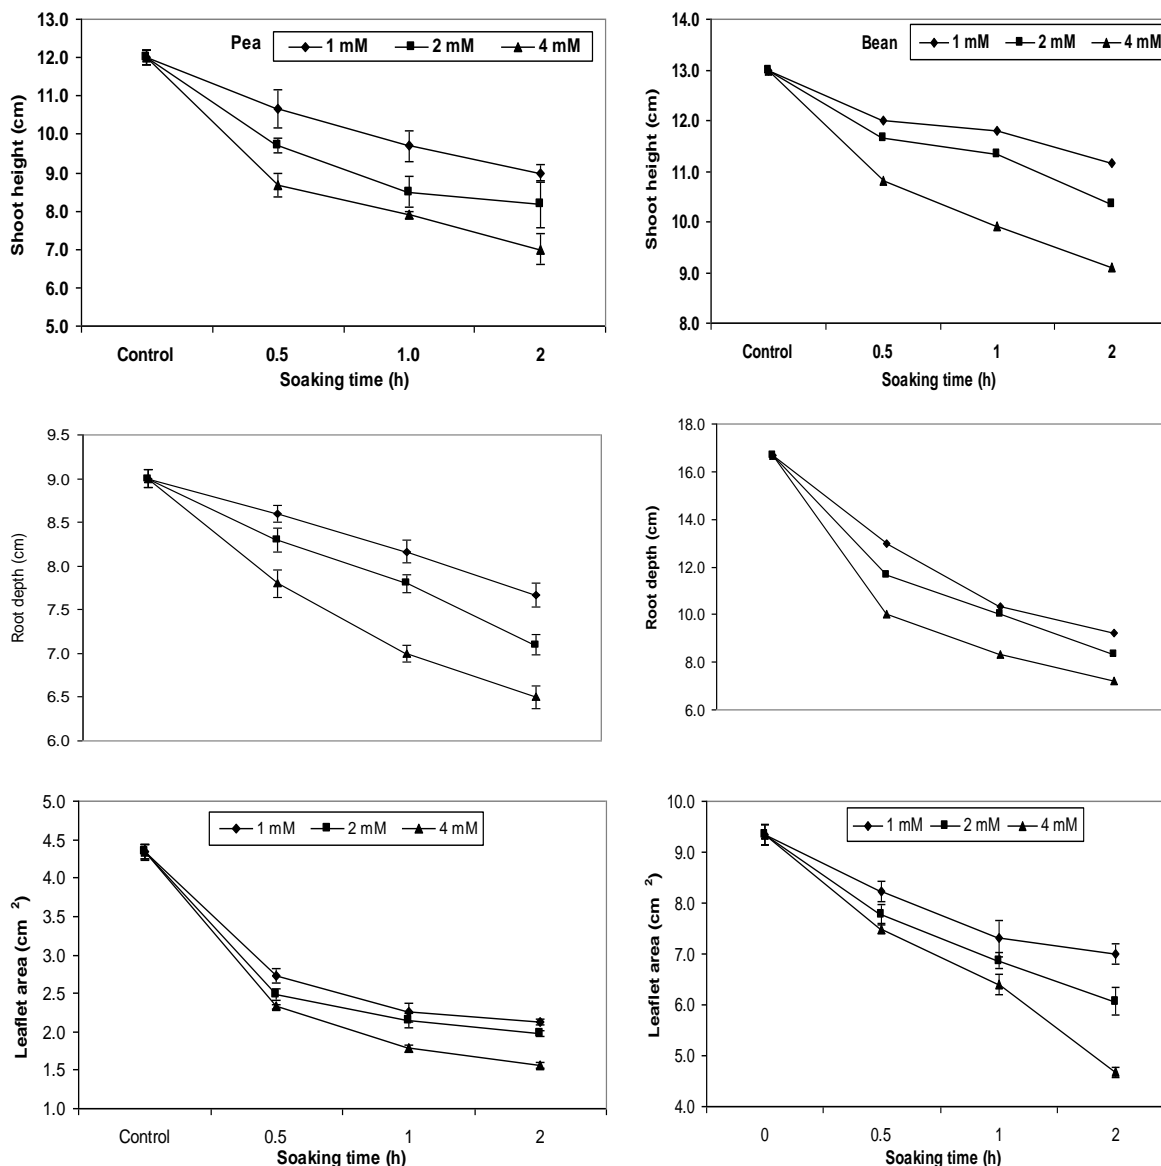 Pea
1 mM 2 mM 4 mM
13.0
12.0
11.0
10.0
9.0
8.0
7.0
6.0
5.0
Shoot height (cm)
Control 0.5 1.0 2
Soaking time (h)
Bean
1 mM 2 mM 4 mM
14.0
13.0
12.0
11.0
10.0
9.0
8.0
Shoot height (cm)
Control 0.5 1 2
Soaking time (h)
9.5
9.0
8.5
8.0
7.5
7.0
6.5
6.0
Root depth (cm)
18.0
16.0
14.0
12.0
10.0
8.0
6.0
Root depth (cm)
1 mM 2 mM 4 mM
5.0
4.5
4.0
3.5
3.0
2.5
2.0
1.5
1.0
Leaflet area (cm ²)
Control 0.5 1 2
Soaking time (h)
1 mM 2 mM 4 mM
10.0
9.0
8.0
7.0
6.0
5.0
4.0
Leaflet area (cm ²)
0 0.5 1 2
Soaking time (h)